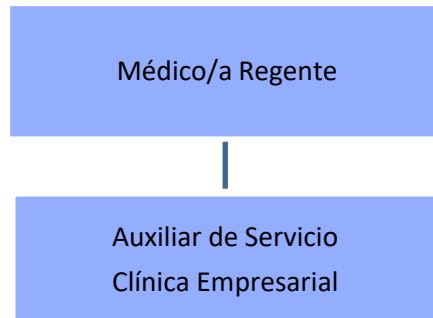 Médico/a Regente
Auxiliar de Servicio
Clínica Empresarial